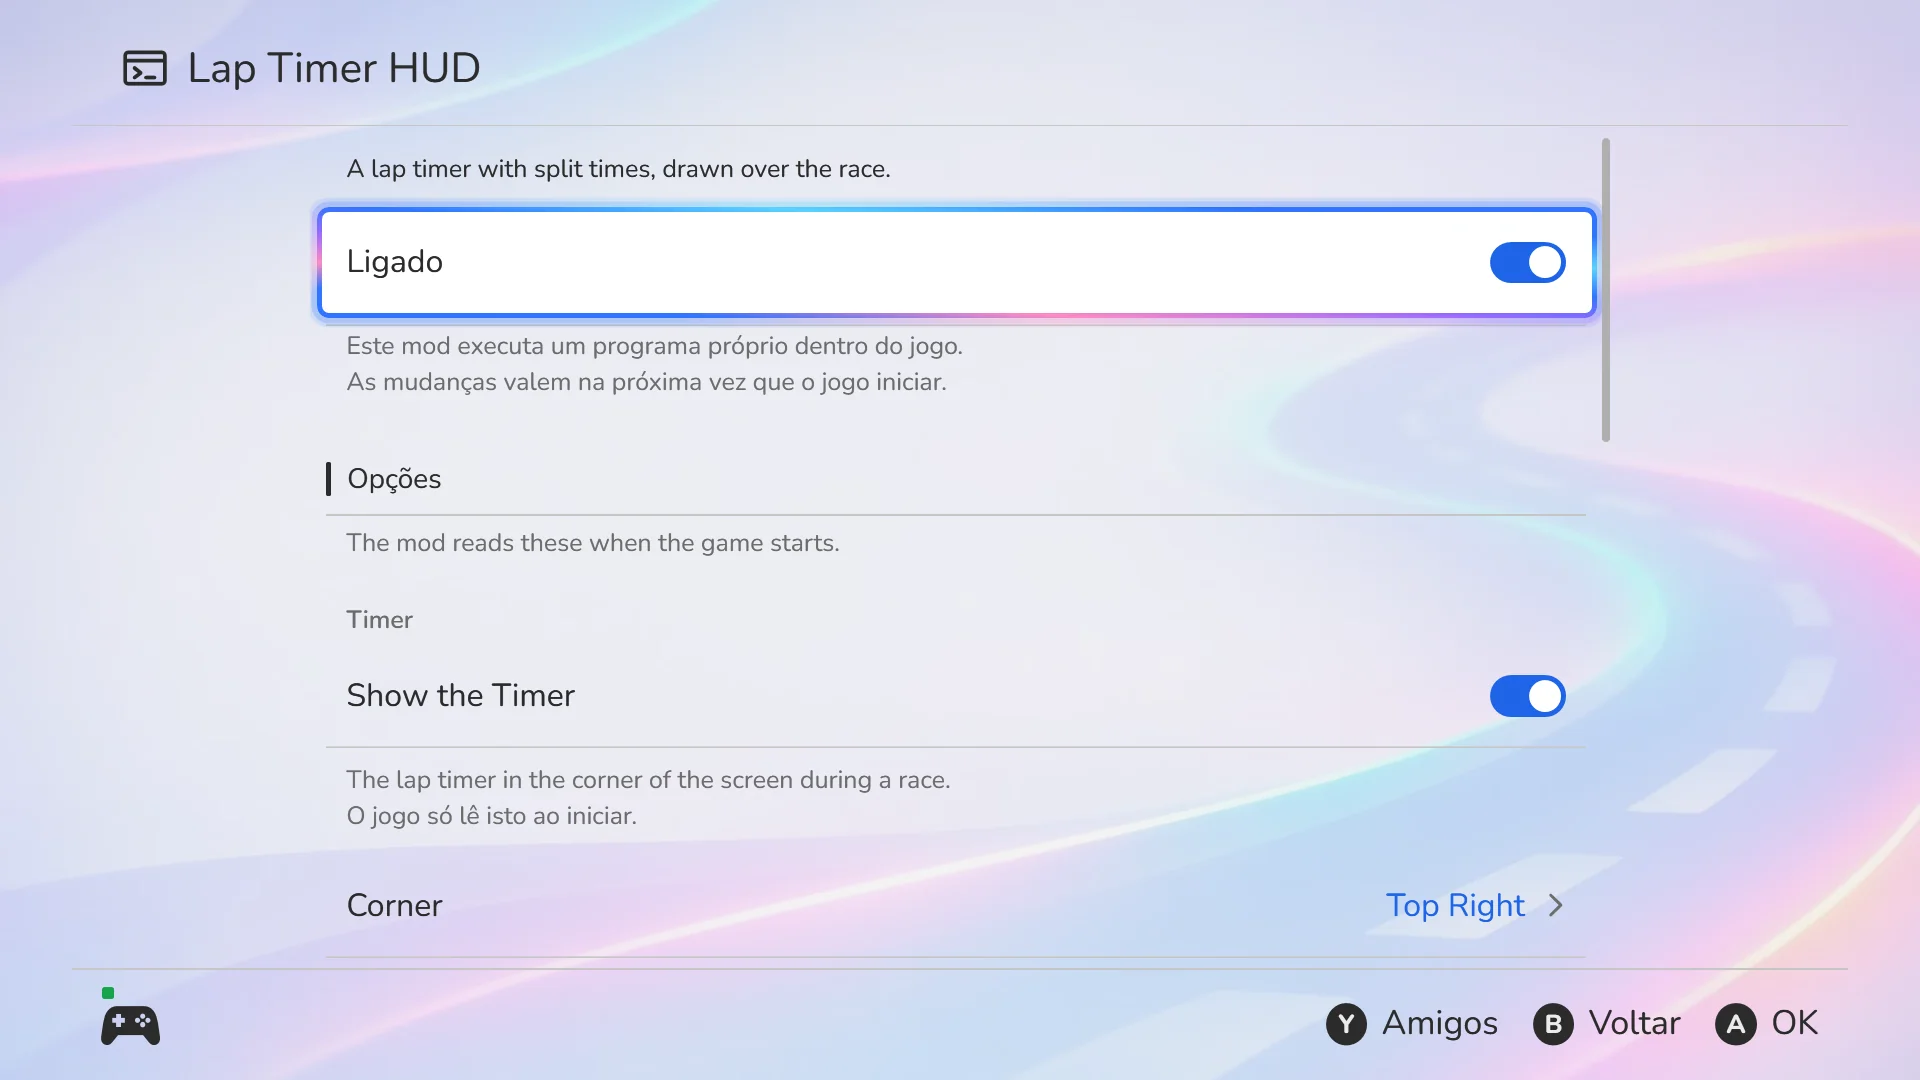 Lap Timer HUD
A lap timer with split times, drawn over the race.
Ligado
Este mod executa um programa próprio dentro do jogo.
As mudanças valem na próxima vez que o jogo iniciar.
Opções
The mod reads these when the game starts.
Timer
Show the Timer
The lap timer in the corner of the screen during a race.
O jogo só lê isto ao iniciar.
Corner
Top Right
Y Amigos
B Voltar
A OK